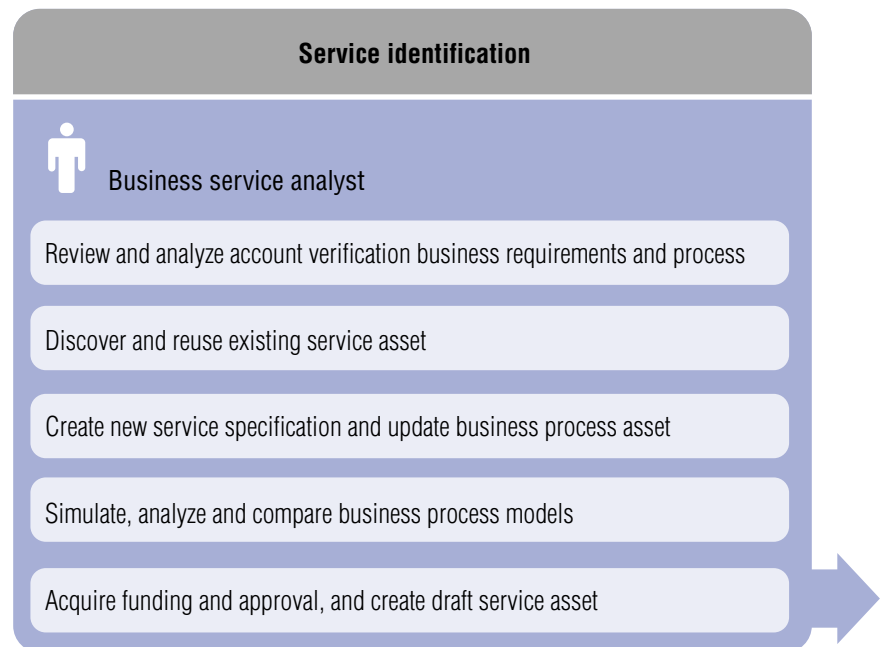 Service identification
Business service analyst
Review and analyze account verification business requirements and process
Discover and reuse existing service asset
Create new service specification and update business process asset
Simulate, analyze and compare business process models
Acquire funding and approval, and create draft service asset